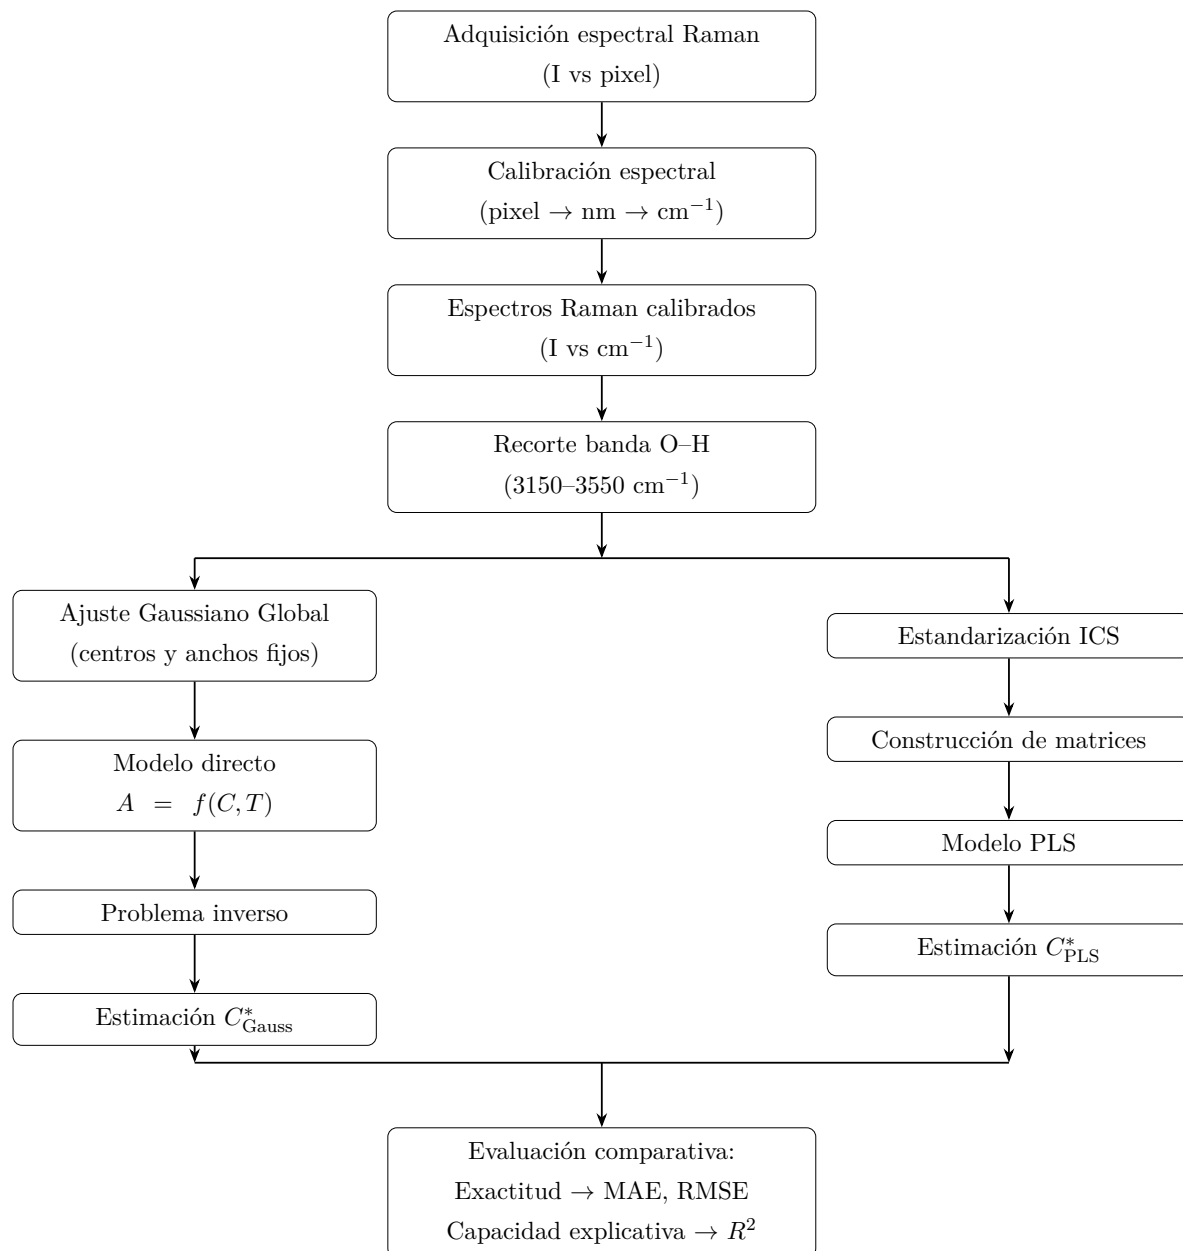 Adquisición espectral Raman
(I vs pixel)
Calibración espectral
(pixel → nm → cm⁻¹)
Espectros Raman calibrados
(I vs cm⁻¹)
Recorte banda O–H
(3150–3550 cm⁻¹)
Ajuste Gaussiano Global
(centros y anchos fijos)
Modelo directo
A = f(C, T)
Problema inverso
Estimación C*_Gauss
Estandarización ICS
Construcción de matrices
Modelo PLS
Estimación C*_PLS
Evaluación comparativa:
Exactitud → MAE, RMSE
Capacidad explicativa → R²